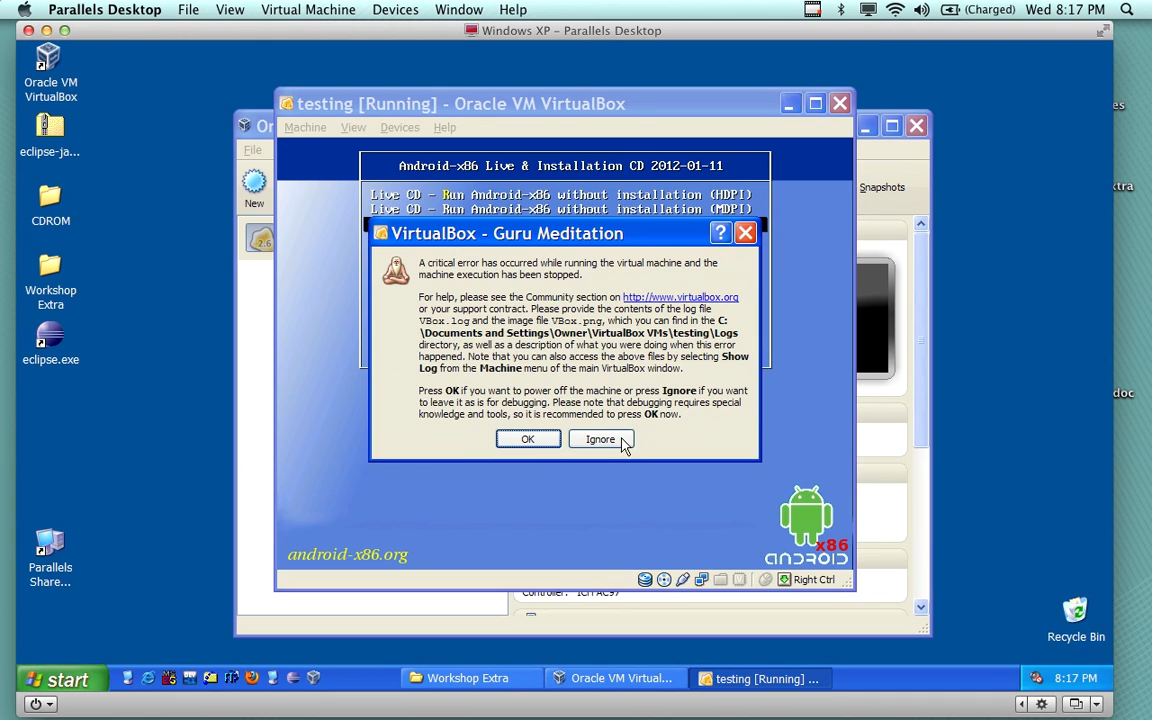 Parallels Desktop File View Virtual Machine Devices Window Help (Charged) Wed 8:17 PM
Windows XP – Parallels Desktop
Oracle VM
VirtualBox
eclipse-ja...
CDROM
Workshop
Extra
eclipse.exe
Parallels
Share...
Recycle Bin
File
New
2.6
Snapshots
testing [Running] - Oracle VM VirtualBox
Machine View Devices Help
Android-x86 Live & Installation CD 2012-01-11
Live CD - Run Android-x86 without installation (HDPI)
Live CD - Run Android-x86 without installation (MDPI)
VirtualBox - Guru Meditation
A critical error has occurred while running the virtual machine and the
machine execution has been stopped.
For help, please see the Community section on http://www.virtualbox.org
or your support contract. Please provide the contents of the log file
VBox.log and the image file VBox.png, which you can find in the C:
\Documents and Settings\Owner\VirtualBox VMs\testing\Logs
directory, as well as a description of what you were doing when this error
happened. Note that you can also access the above files by selecting Show
Log from the Machine menu of the main VirtualBox window.
Press OK if you want to power off the machine or press Ignore if you want
to leave it as is for debugging. Please note that debugging requires special
knowledge and tools, so it is recommended to press OK now.
OK Ignore
android-x86.org
x86
ANDROID
Right Ctrl
start Workshop Extra Oracle VM Virtual... testing [Running] ... 8:17 PM